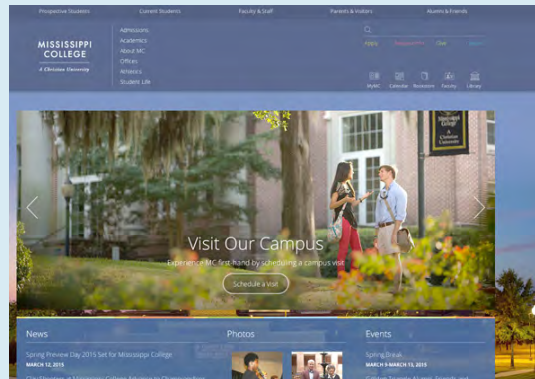 Prospective Students
Current Students
Faculty & Staff
Parents & Visitors
Alumni & Friends
MISSISSIPPI
COLLEGE
A Christian University
Admissions
Academics
About MC
Offices
Athletics
Student Life
Apply
Give
MyMC
Calendar
Bookstore
Faculty
Library
Mississippi
College
A
Christian
University
Visit Our Campus
Experience MC first-hand by scheduling a campus visit
Schedule a visit
News
Photos
Events
Spring Preview Day 2015 Set for Mississippi College
MARCH 12, 2015
Spring Break
MARCH 9-MARCH 13, 2015